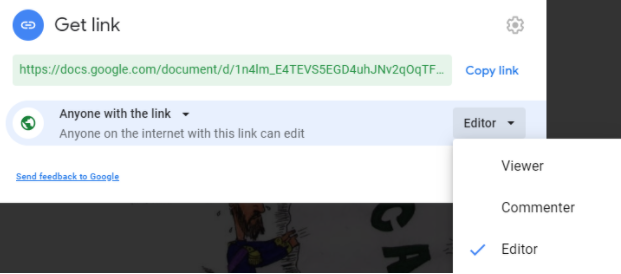 Get link
https://docs.google.com/document/d/1n4lm_E4TEVS5EGD4uhJNv2qOqTF...
Copy link
Anyone with the link
Anyone on the internet with this link can edit
Editor
Send feedback to Google
Viewer
Commenter
Editor
C A